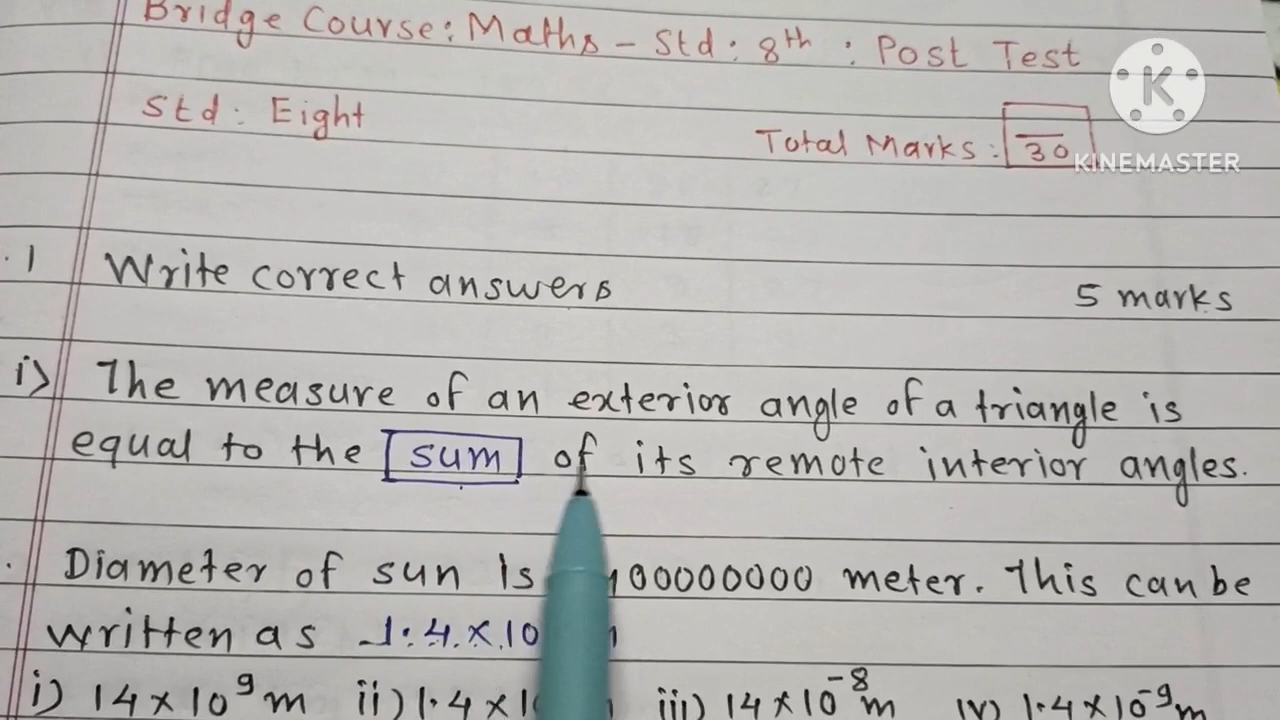 Bridge Course: Maths - Std: 8th : Post Test
Std: Eight
Total Marks: 30
K
KINEMASTER
.1 Write correct answers 5 marks
i) The measure of an exterior angle of a triangle is
equal to the sum of its remote interior angles.
. Diameter of sun is 00000000 meter. This can be
written as 1.4 × 10
i) 14 × 10⁹ m ii) 1.4 × 1 iii) 14 × 10⁻⁸ m iv) 1.4 × 10⁻⁹ m